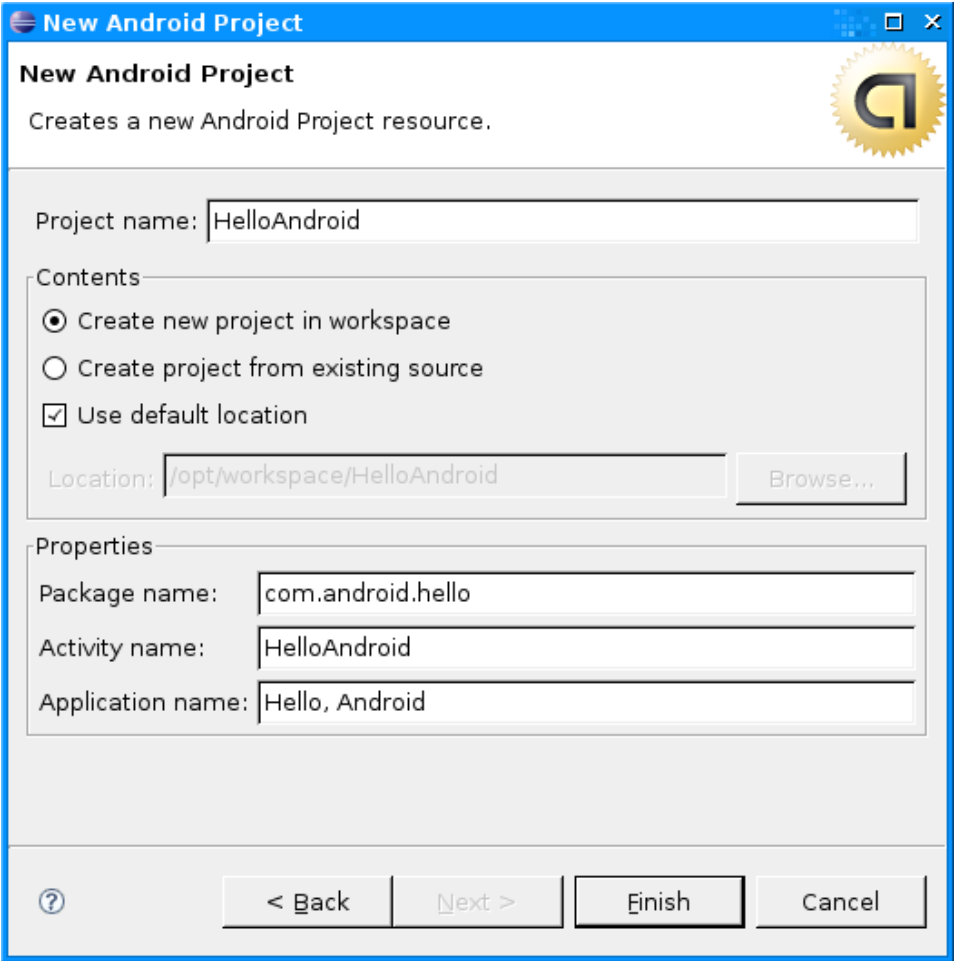 New Android Project
New Android Project
Creates a new Android Project resource.
Project name: HelloAndroid
Contents
Create new project in workspace
Create project from existing source
Use default location
Location: /opt/workspace/HelloAndroid Browse...
Properties
Package name: com.android.hello
Activity name: HelloAndroid
Application name: Hello, Android
? < Back Next > Finish Cancel